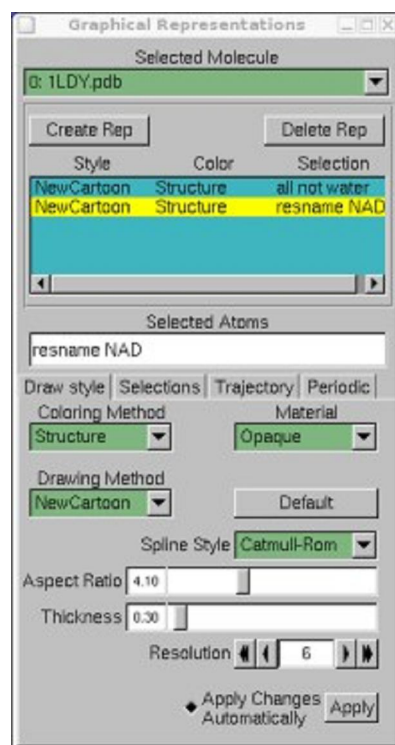 Graphical Representations
Selected Molecule
0: 1LDY.pdb
Create Rep Delete Rep
Style Color Selection
NewCartoon Structure all not water
NewCartoon Structure resname NAD
Selected Atoms
resname NAD
Draw style Selections Trajectory Periodic
Coloring Method Material
Structure Opaque
Drawing Method
NewCartoon Default
Spline Style Catmull-Rom
Aspect Ratio 4.10
Thickness 0.30
Resolution 6
Apply Changes
Automatically Apply